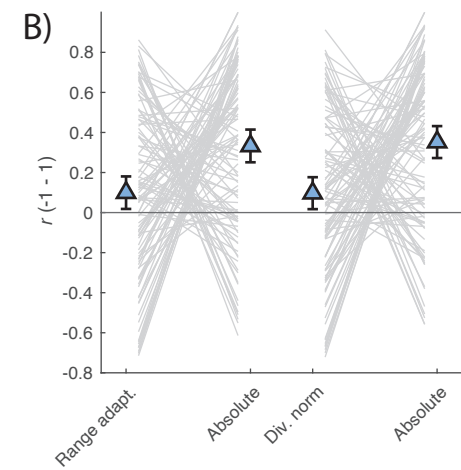 B)
0.8
0.6
0.4
0.2
0
-0.2
-0.4
-0.6
-0.8
r (-1 - 1)
Range adapt.
Absolute
Div. norm
Absolute